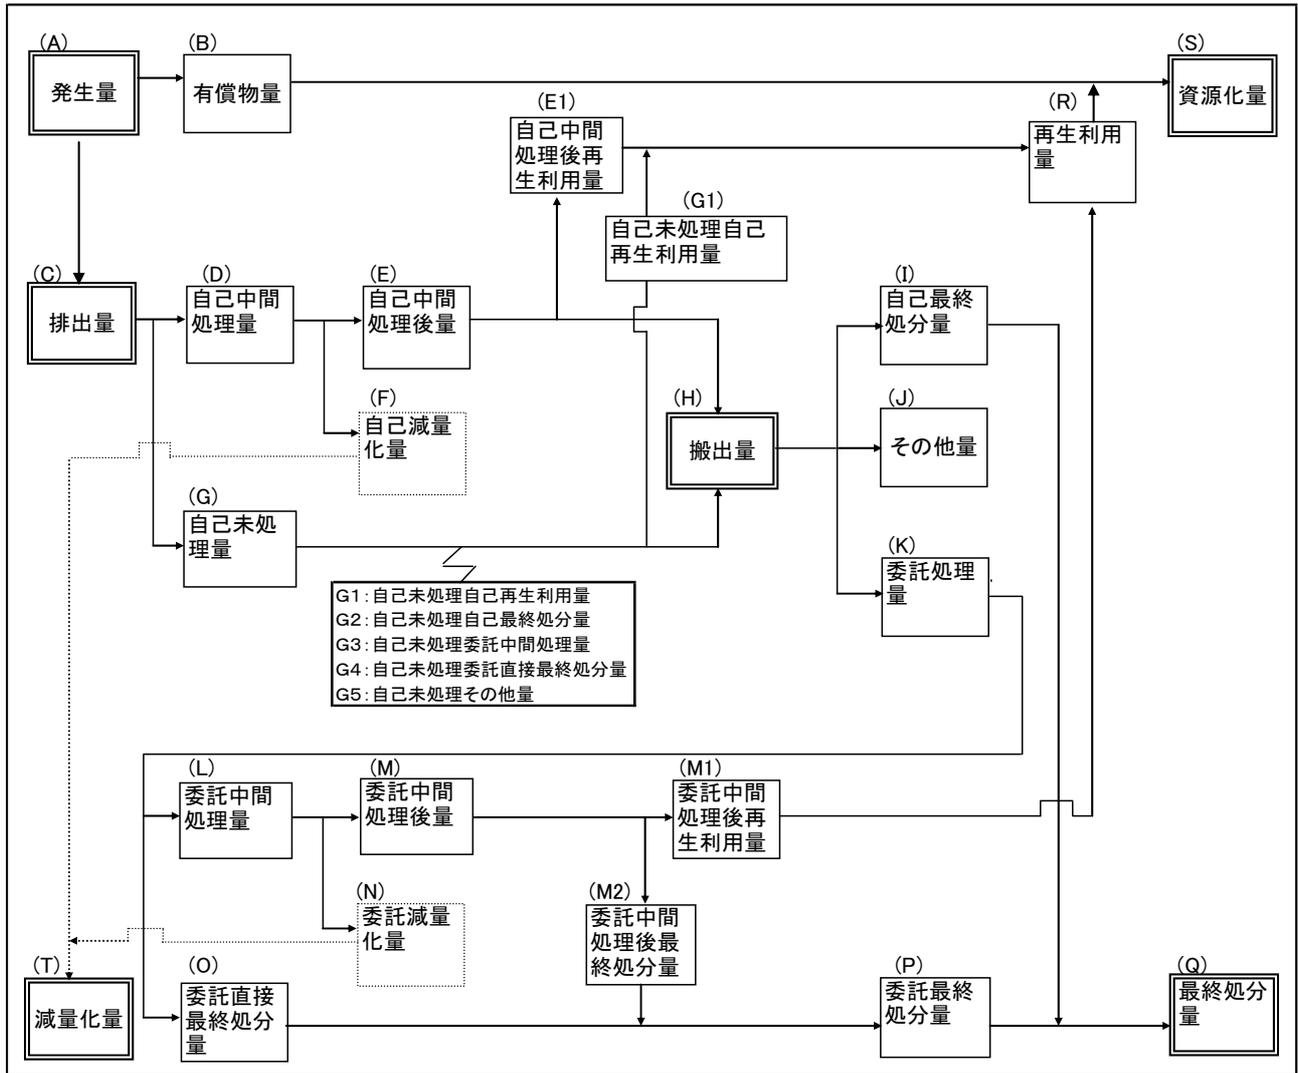 (A)
発生量
(B)
有償物量
(S)
資源化量
(E1)
自己中間
処理後再
生利用量
(R)
再生利用
量
(G1)
自己未処理自己
再生利用量
(C)
排出量
(D)
自己中間
処理量
(E)
自己中間
処理後量
(I)
自己最終
処分量
(F)
自己減量
化量
(H)
搬出量
(J)
その他量
(G)
自己未処
理量
(K)
委託処理
量
G1:自己未処理自己再生利用量
G2:自己未処理自己最終処分量
G3:自己未処理委託中間処理量
G4:自己未処理委託直接最終処分量
G5:自己未処理その他量
(L)
委託中間
処理量
(M)
委託中間
処理後量
(M1)
委託中間
処理後再
生利用量
(N)
委託減量
化量
(M2)
委託中間
処理後最
終処分量
(T)
減量化量
(O)
委託直接
最終処分
量
(P)
委託最終
処分量
(Q)
最終処分
量